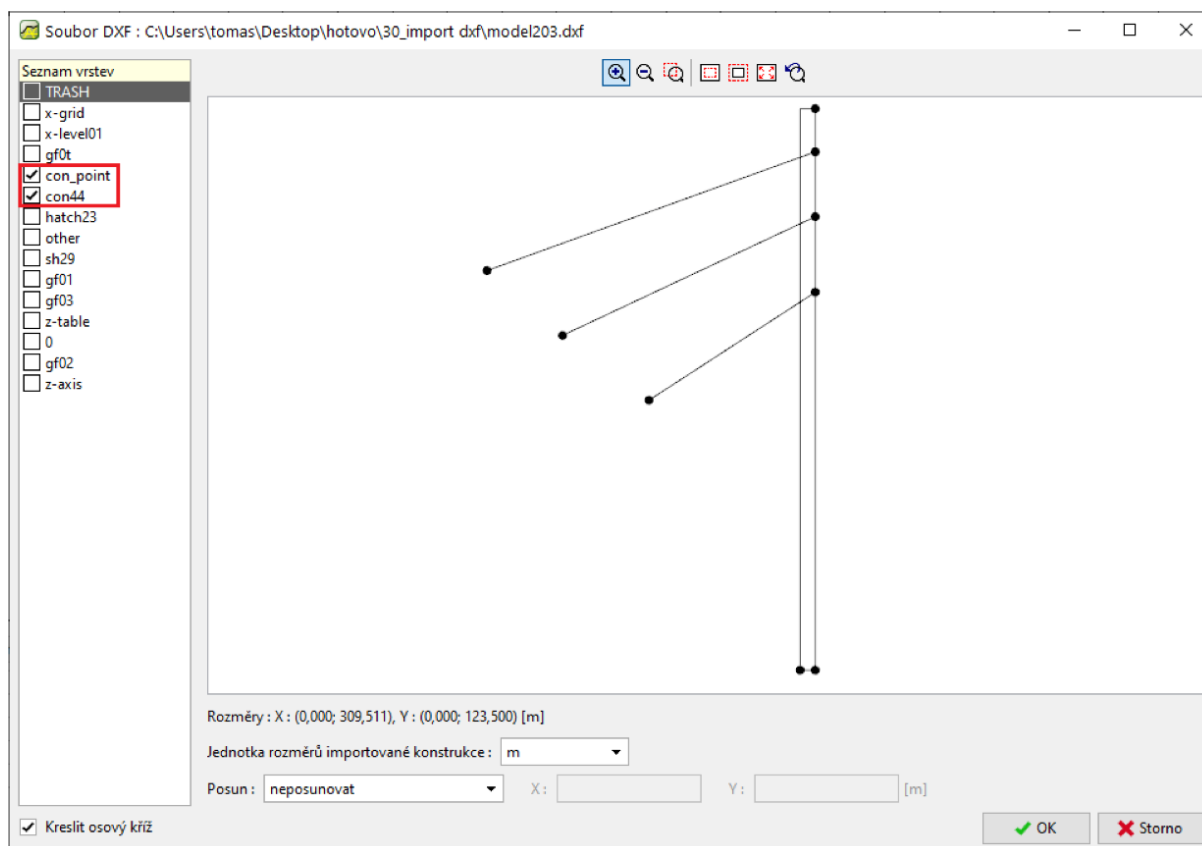 Soubor DXF : C:\Users\tomas\Desktop\hotovo\30_import dxf\model203.dxf
Seznam vrstev
TRASH
x-grid
x-level01
gf0t
con_point
con44
hatch23
other
sh29
gf01
gf03
z-table
0
gf02
z-axis
Rozměry : X : (0,000; 309,511), Y : (0,000; 123,500) [m]
Jednotka rozměrů importované konstrukce : m
Posun : neposunovat X : Y : [m]
Kreslit osový kříž OK Storno